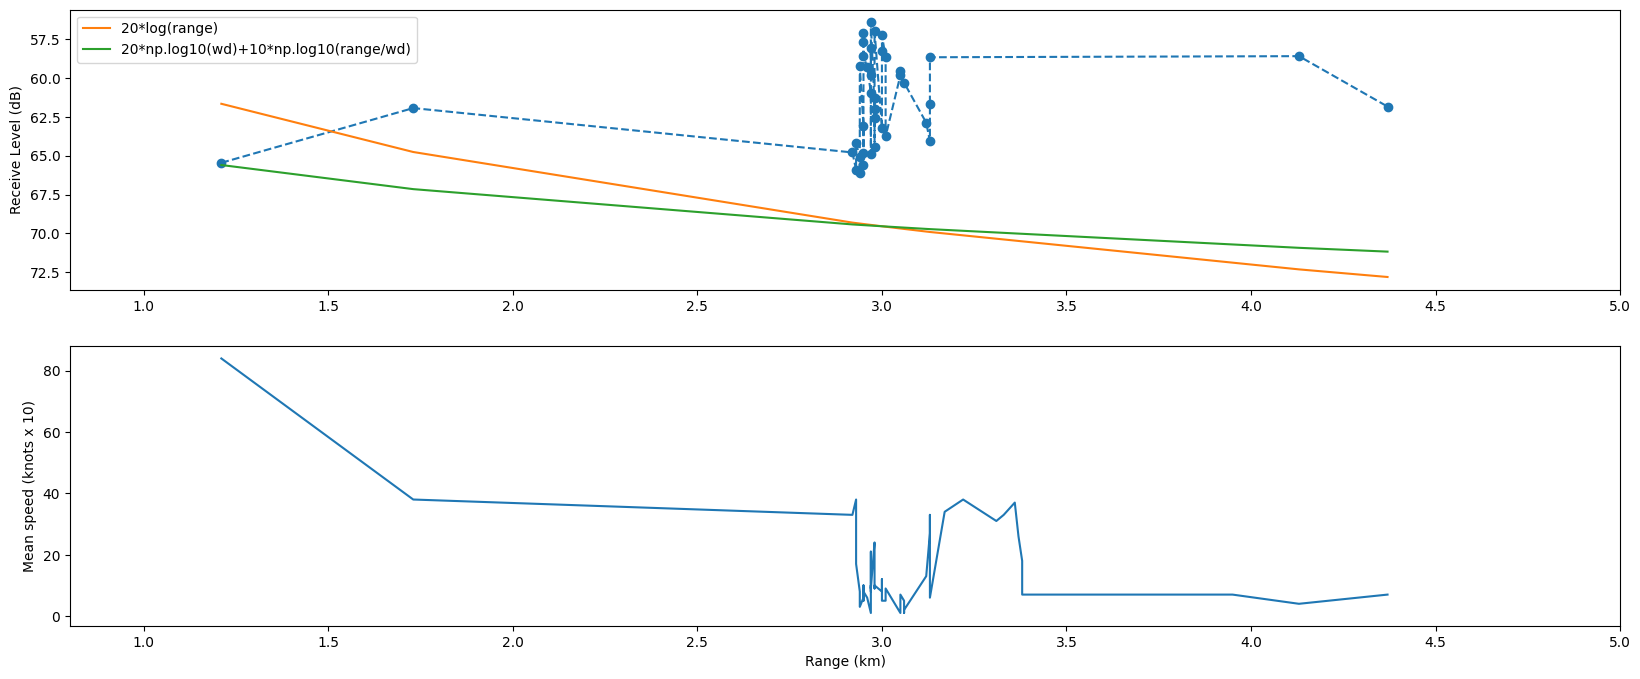 20*log(range)
20*np.log10(wd)+10*np.log10(range/wd)
Receive Level (dB)
57.5
60.0
62.5
65.0
67.5
70.0
72.5
1.0 1.5 2.0 2.5 3.0 3.5 4.0 4.5 5.0
Mean speed (knots x 10)
80
60
40
20
0
1.0 1.5 2.0 2.5 3.0 3.5 4.0 4.5 5.0
Range (km)